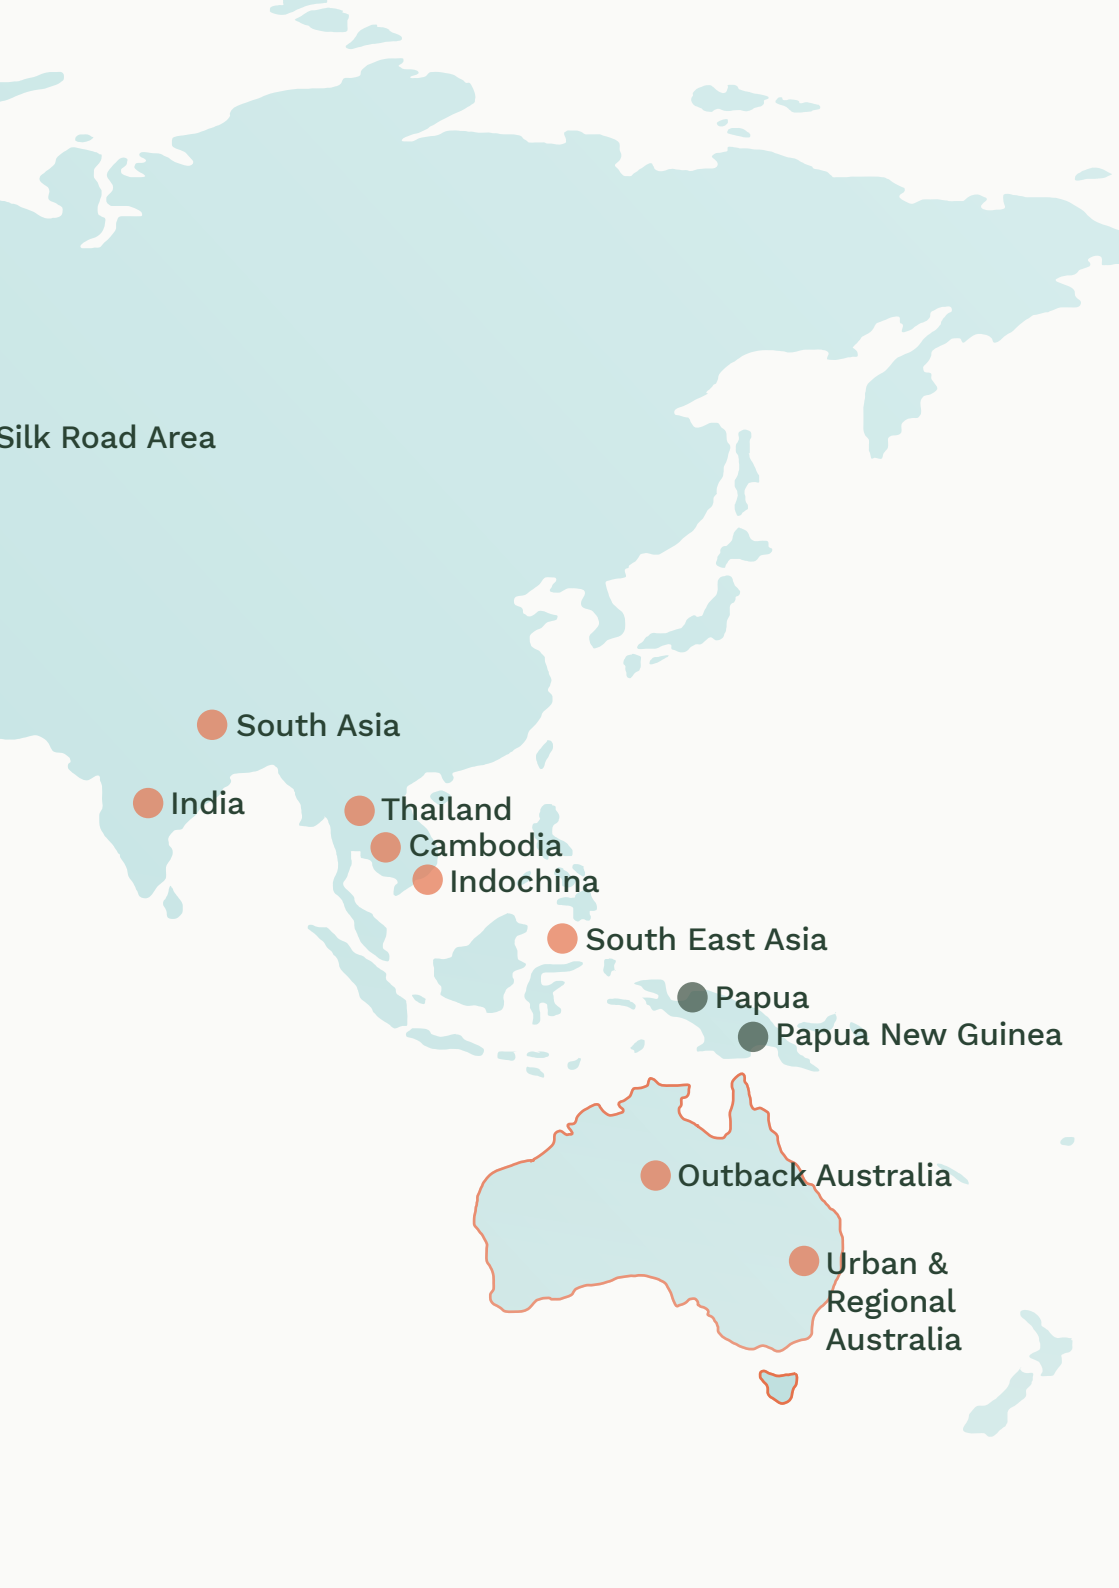 Silk Road Area
South Asia
India
Thailand
Cambodia
Indochina
South East Asia
Papua
Papua New Guinea
Outback Australia
Urban &
Regional
Australia